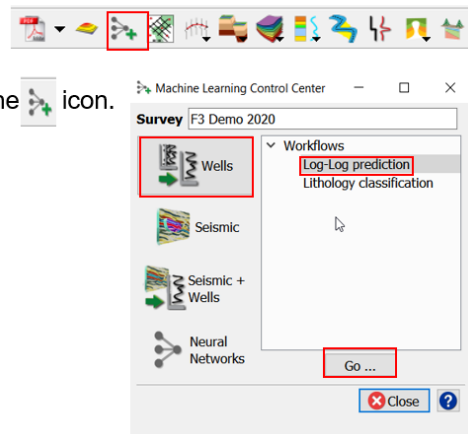 ne icon.
Machine Learning Control Center
Survey F3 Demo 2020
Wells
Workflows
Log-Log prediction
Lithology classification
Seismic
Seismic +
Wells
Neural
Networks
Go ...
Close